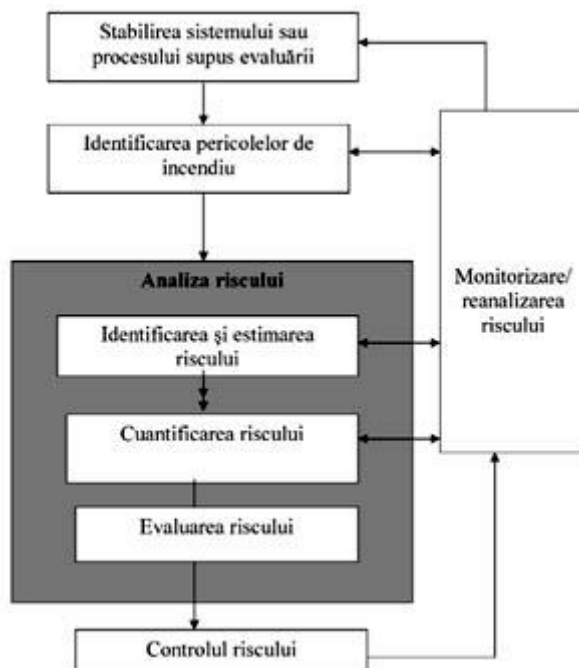 Stabilirea sistemului sau
procesului supus evaluării
Identificarea pericolelor de
incendiu
Analiza riscului
Identificarea și estimarea
riscului
Cuantificarea riscului
Evaluarea riscului
Controlul riscului
Monitorizare/
reanalizarea
riscului